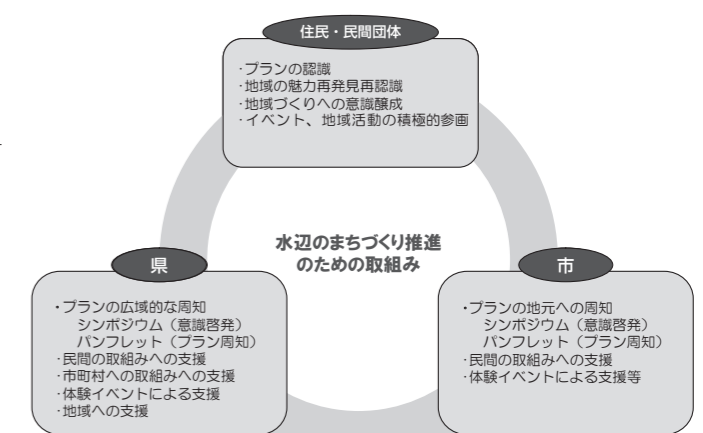 住民・民間団体
・プランの認識
・地域の魅力再発見再認識
・地域づくりへの意識醸成
・イベント、地域活動の積極的参画
水辺のまちづくり推進
のための取組み
県
・プランの広域的な周知
シンポジウム（意識啓発）
パンフレット（プラン周知）
・民間の取組みへの支援
・市町村への取組みへの支援
・体験イベントによる支援
・地域への支援
市
・プランの地元への周知
シンポジウム（意識啓発）
パンフレット（プラン周知）
・民間の取組みへの支援
・体験イベントによる支援等